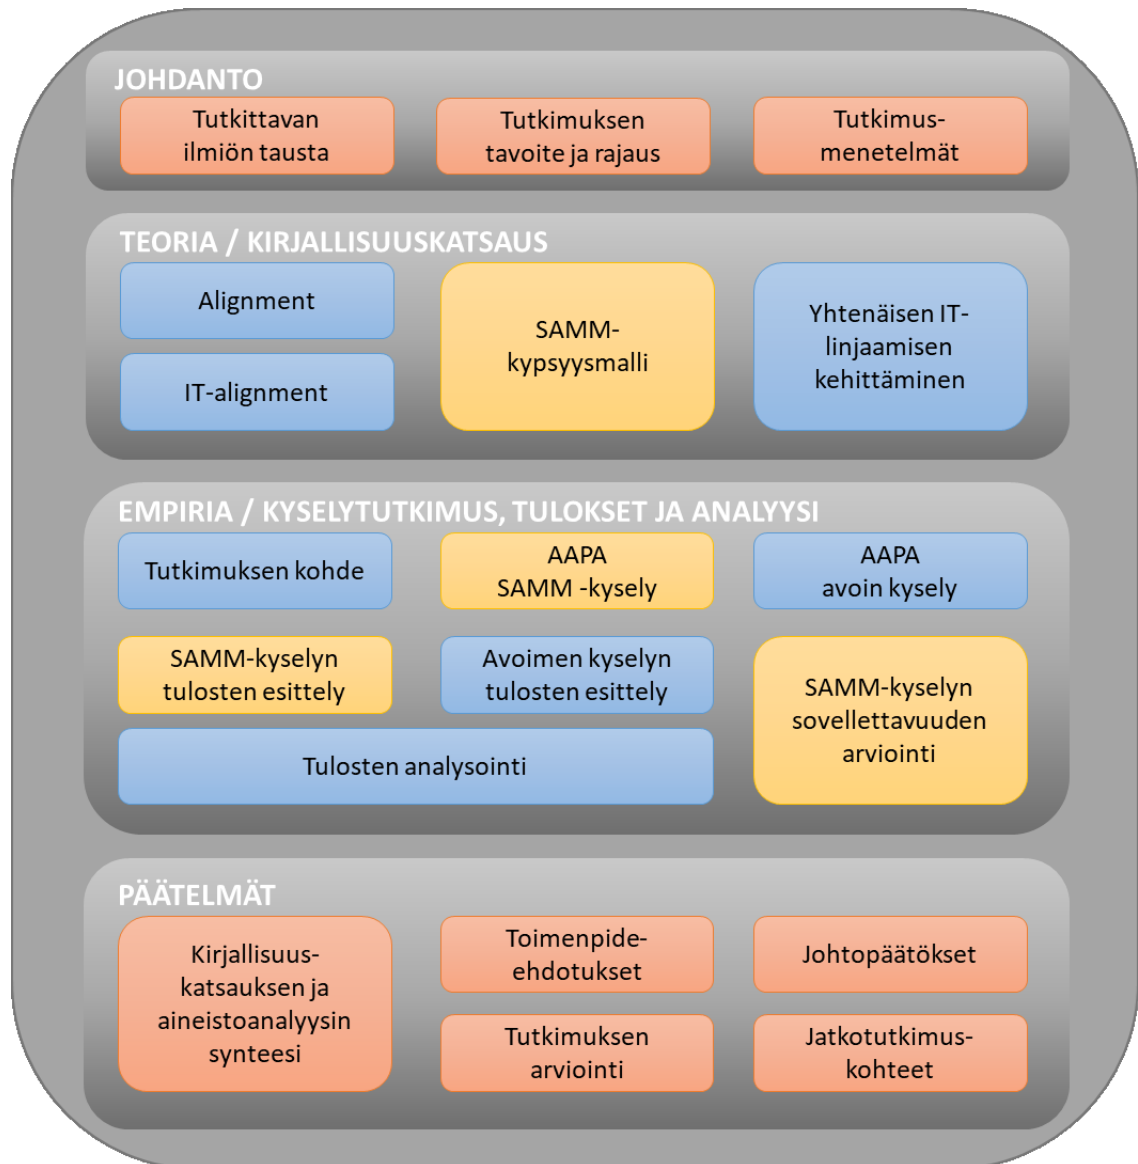 JOHDANTO
Tutkittavan
ilmiön tausta
Tutkimuksen
tavoite ja rajaus
Tutkimus-
menetelmät
TEORIA / KIRJALLISUUSKATSAUS
Alignment
IT-alignment
SAMM-
kypsyysmalli
Yhtenäisen IT-
linjaamisen
kehittäminen
EMPIRIA / KYSELYTUTKIMUS, TULOKSET JA ANALYYSI
Tutkimuksen kohde
AAPA
SAMM -kysely
AAPA
avoin kysely
SAMM-kyselyn
tulosten esittely
Avoimen kyselyn
tulosten esittely
SAMM-kyselyn
sovellettavuuden
arviointi
Tulosten analysointi
PÄÄTELMÄT
Kirjallisuus-
katsauksen ja
aineistoanalyysin
synteesi
Toimenpide-
ehdotukset
Johtopäätökset
Tutkimuksen
arviointi
Jatkotutkimus-
kohteet